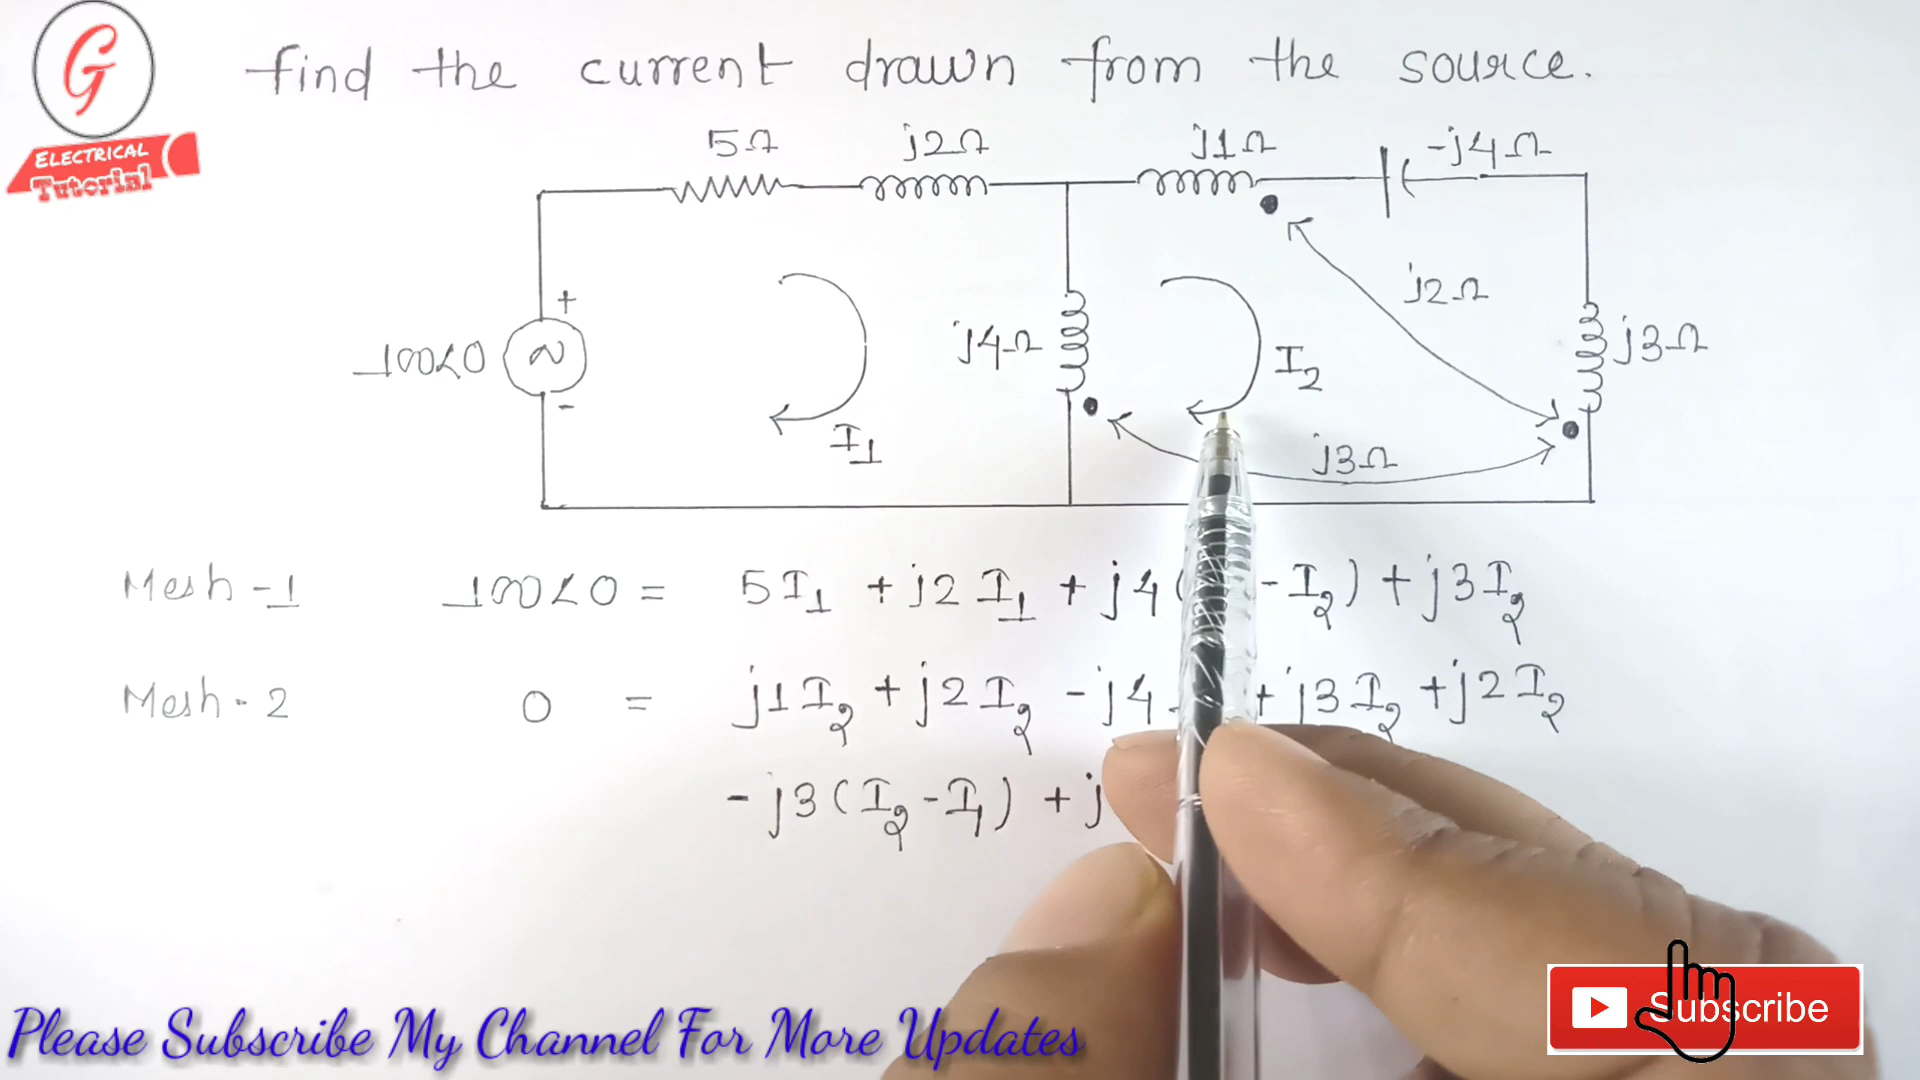 G
ELECTRICAL
Tutorial
find the current drawn from the source.
5Ω j2Ω j1Ω -j4Ω
+
100∠0
-
I₁
j4Ω
I₂
j2Ω
j3Ω
j3Ω
Mesh-1 100∠0 = 5I₁ + j2I₁ + j4( - I₂) + j3I₂
Mesh-2 0 = j1I₂ + j2I₂ - j4 + j3I₂ + j2I₂
- j3(I₂ - I₁) + j
Please Subscribe My Channel For More Updates
Subscribe